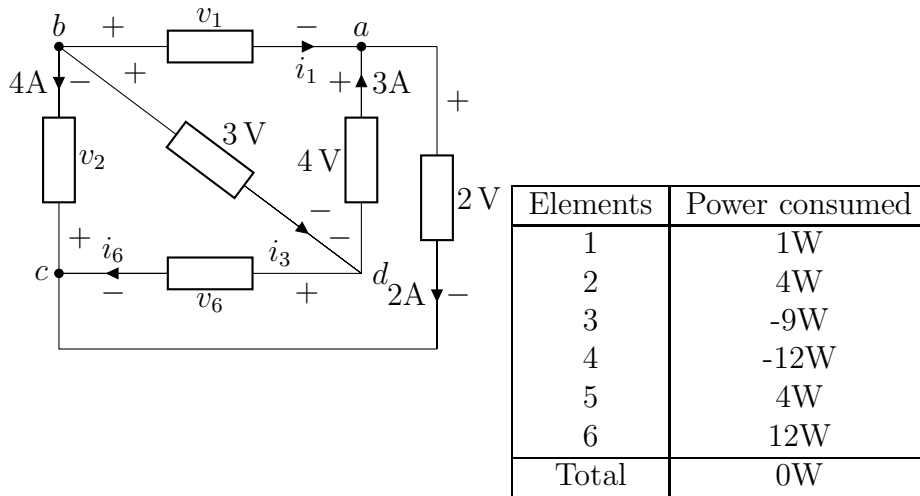 b + v₁ − a
i₁
4A − + + 3A +
3 V
v₂ 4 V 2 V
−
+ i₆ i₃ −
c d
− v₆ + 2A −
Elements Power consumed
1 1W
2 4W
3 -9W
4 -12W
5 4W
6 12W
Total 0W